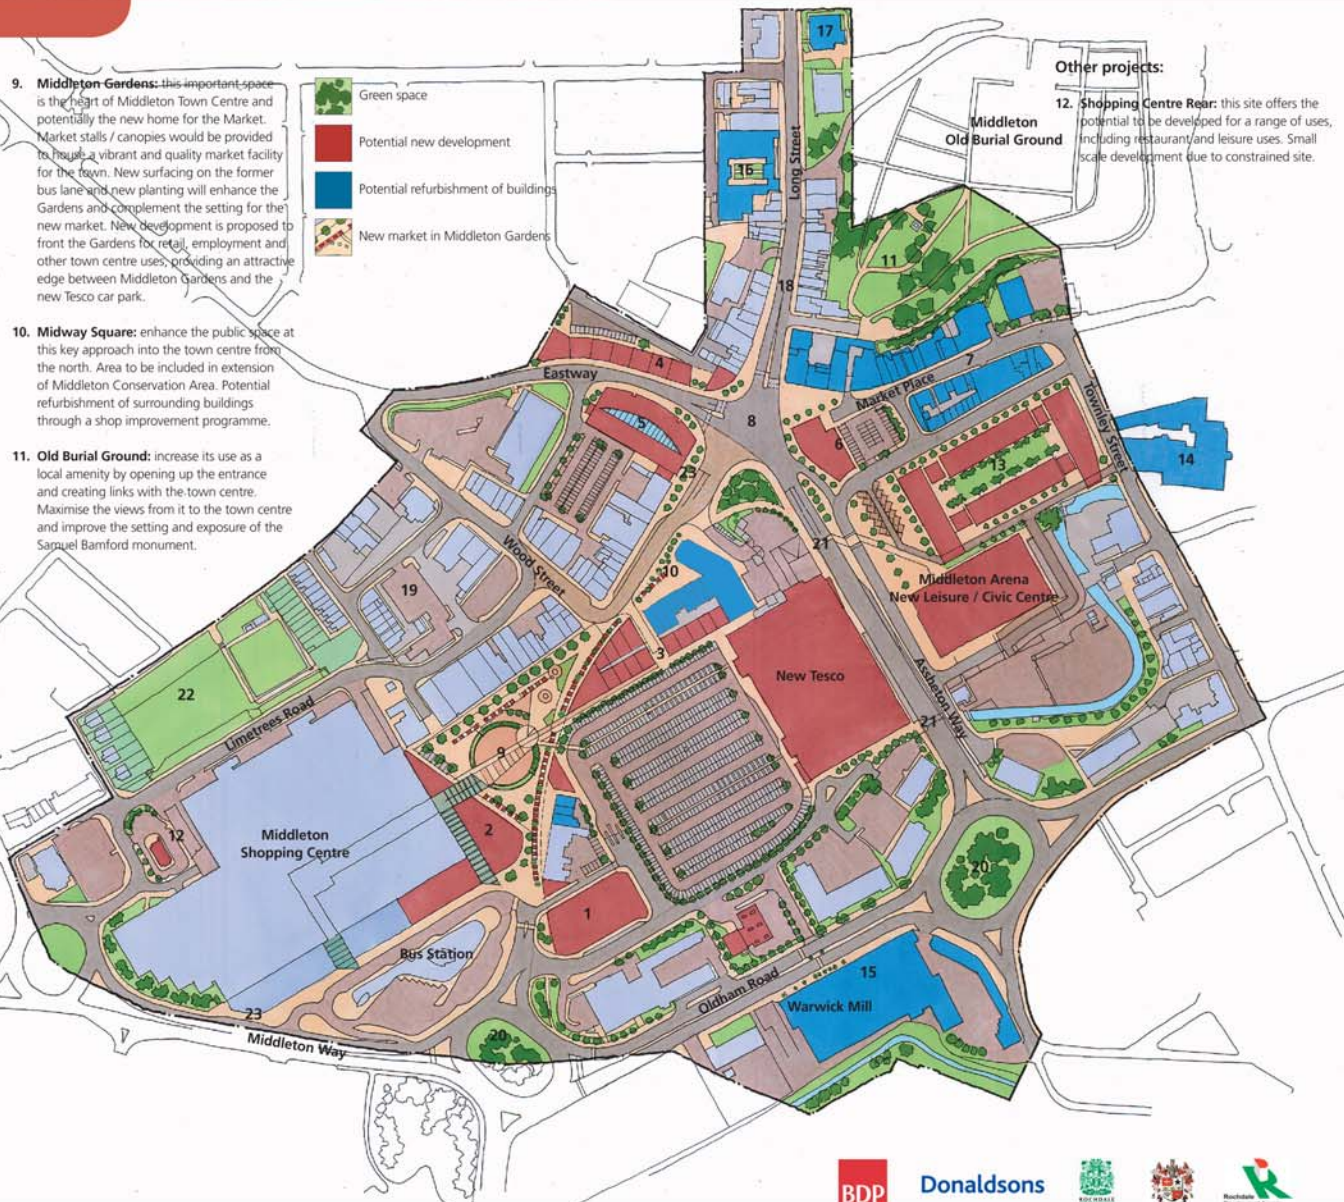 9. Middleton Gardens: this important space
is the heart of Middleton Town Centre and
potentially the new home for the Market.
Market stalls / canopies would be provided
to house a vibrant and quality market facility
for the town. New surfacing on the former
bus lane and new planting will enhance the
Gardens and complement the setting for the
new market. New development is proposed to
front the Gardens for retail, employment and
other town centre uses, providing an attractive
edge between Middleton Gardens and the
new Tesco car park.
10. Midway Square: enhance the public space at
this key approach into the town centre from
the north. Area to be included in extension
of Middleton Conservation Area. Potential
refurbishment of surrounding buildings
through a shop improvement programme.
11. Old Burial Ground: increase its use as a
local amenity by opening up the entrance
and creating links with the town centre.
Maximise the views from it to the town centre
and improve the setting and exposure of the
Samuel Bamford monument.
Green space
Potential new development
Potential refurbishment of buildings
New market in Middleton Gardens
Other projects:
12. Shopping Centre Rear: this site offers the
potential to be developed for a range of uses,
including restaurant and leisure uses. Small
scale development due to constrained site.
17
Middleton
Old Burial Ground
Long Street
16
11
18
7
4
Eastway
Market Place
Townley Street
5
8
6
13
14
23
21
Wood Street
10
19
Middleton Arena
New Leisure / Civic Centre
3
New Tesco
Assheton Way
22
Limetrees Road
21
9
2
12
Middleton
Shopping Centre
20
1
Bus Station
15
Oldham Road
Warwick Mill
23
20
Middleton Way
BDP
Donaldsons
ROCHDALE
Rochdale